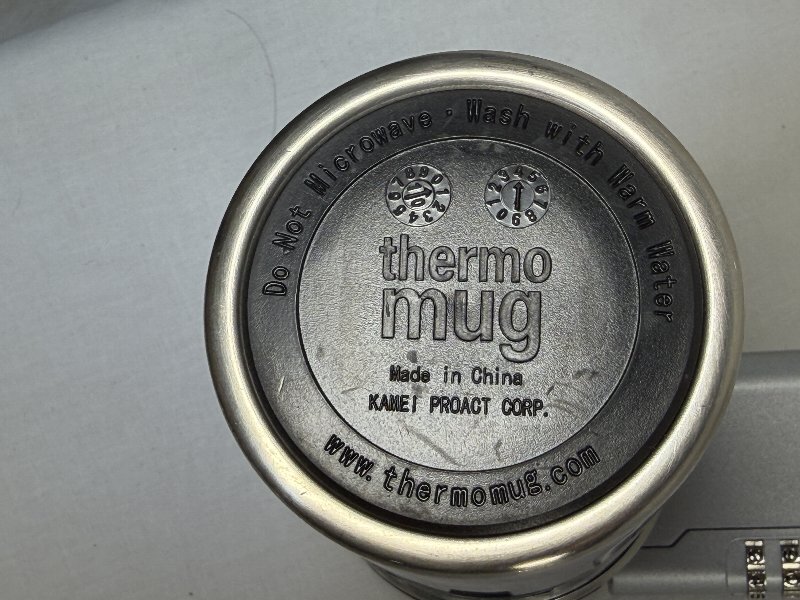 Do Not Microwave · Wash with Warm Water
thermo
mug
Made in China
KAMEI PROACT CORP.
www.thermomug.com